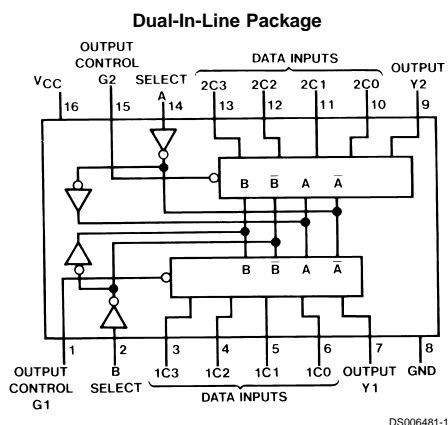 Dual-In-Line Package
OUTPUT
CONTROL
G2
SELECT
A
DATA INPUTS
OUTPUT
Y2
VCC
2C3
2C2
2C1
2C0
16
15
14
13
12
11
10
9
B
B̅
A
A̅
B
B̅
A
A̅
1
2
3
4
5
6
7
8
OUTPUT
CONTROL
G1
B
SELECT
1C3
1C2
1C1
1C0
DATA INPUTS
OUTPUT
Y1
GND
DS006481-1